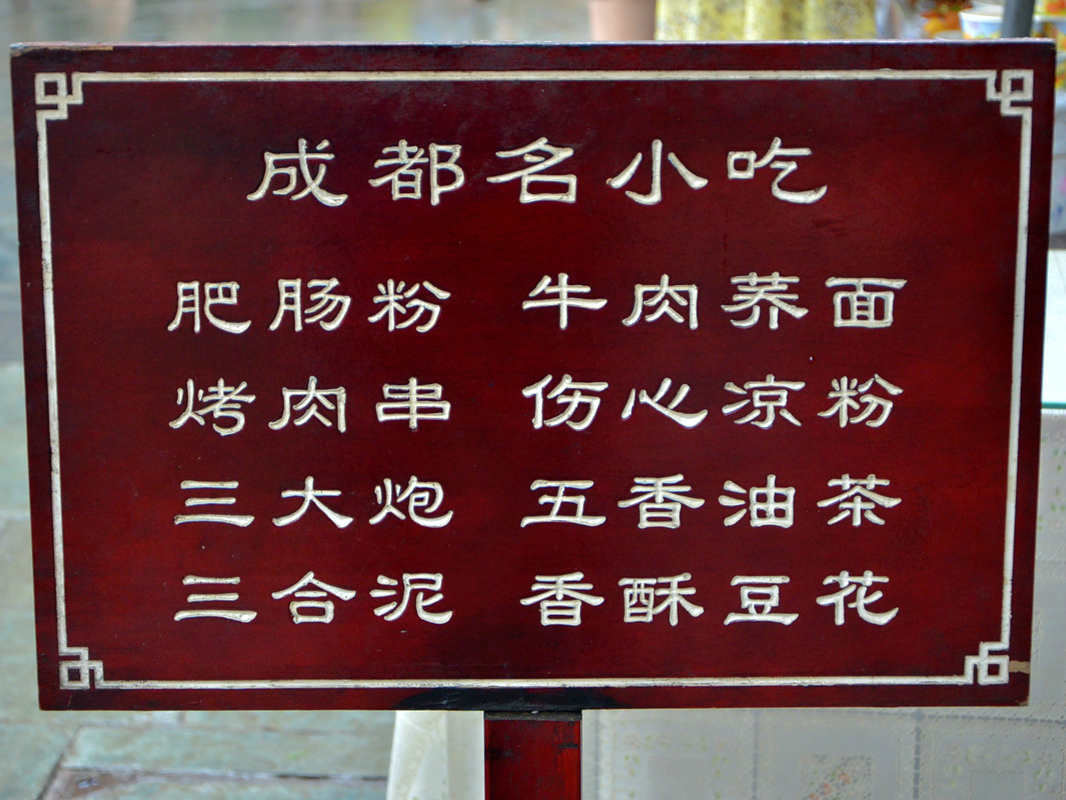 成都名小吃
肥肠粉 牛肉荞面
烤肉串 伤心凉粉
三大炮 五香油茶
三合泥 香酥豆花